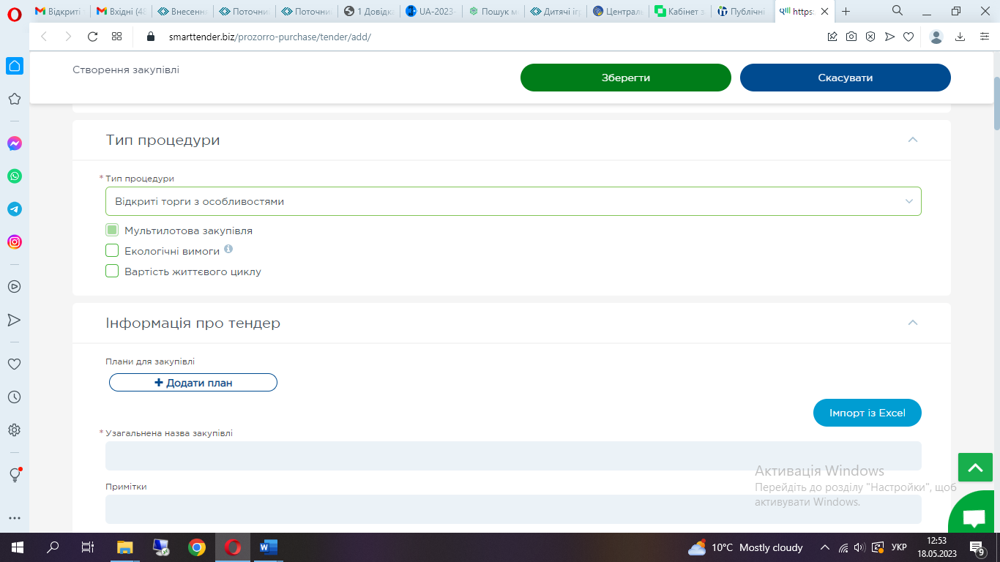 Відкриті
Вхідні (48
Внесенн
Поточни
Поточни
1 Довідк
UA-2023-
Пошук м
Дитячі іг
Централь
Кабінет з
Публічні
https:
smarttender.biz/prozorro-purchase/tender/add/
Створення закупівлі
Зберегти
Скасувати
Тип процедури
* Тип процедури
Відкриті торги з особливостями
Мультилотова закупівля
Екологічні вимоги
Вартість життєвого циклу
Інформація про тендер
Плани для закупівлі
+ Додати план
Імпорт із Excel
* Узагальнена назва закупівлі
Примітки
Активація Windows
Перейдіть до розділу "Настройки", щоб
активувати Windows.
10°C Mostly cloudy
УКР
12:53
18.05.2023
9